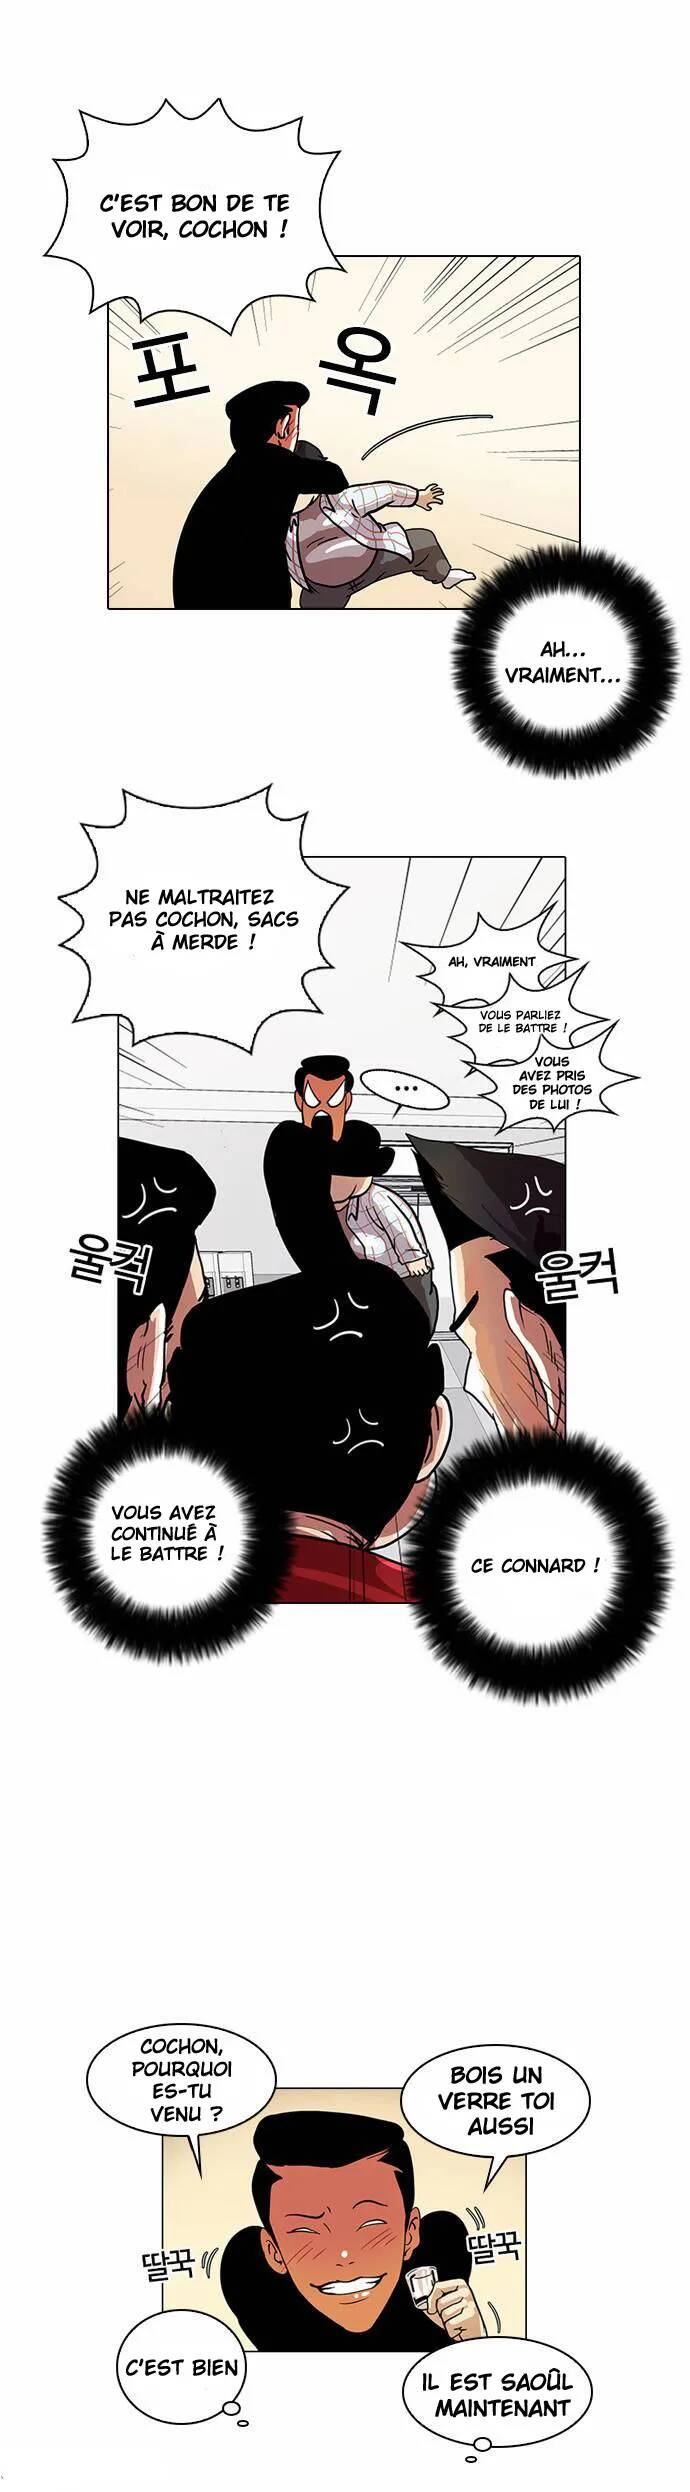 C'EST BON DE TE
VOIR, COCHON !
포
옥
AH...
VRAIMENT...
NE MALTRAITEZ
PAS COCHON, SACS
À MERDE !
AH, VRAIMENT
VOUS PARLIEZ
DE LE BATTRE !
VOUS
AVEZ PRIS
DES PHOTOS
DE LUI !
...
울컥
울컥
VOUS AVEZ
CONTINUÉ À
LE BATTRE !
CE CONNARD !
COCHON,
POURQUOI
ES-TU
VENU ?
BOIS UN
VERRE TOI
AUSSI
딸꾹
딸꾹
C'EST BIEN
IL EST SAOÛL
MAINTENANT